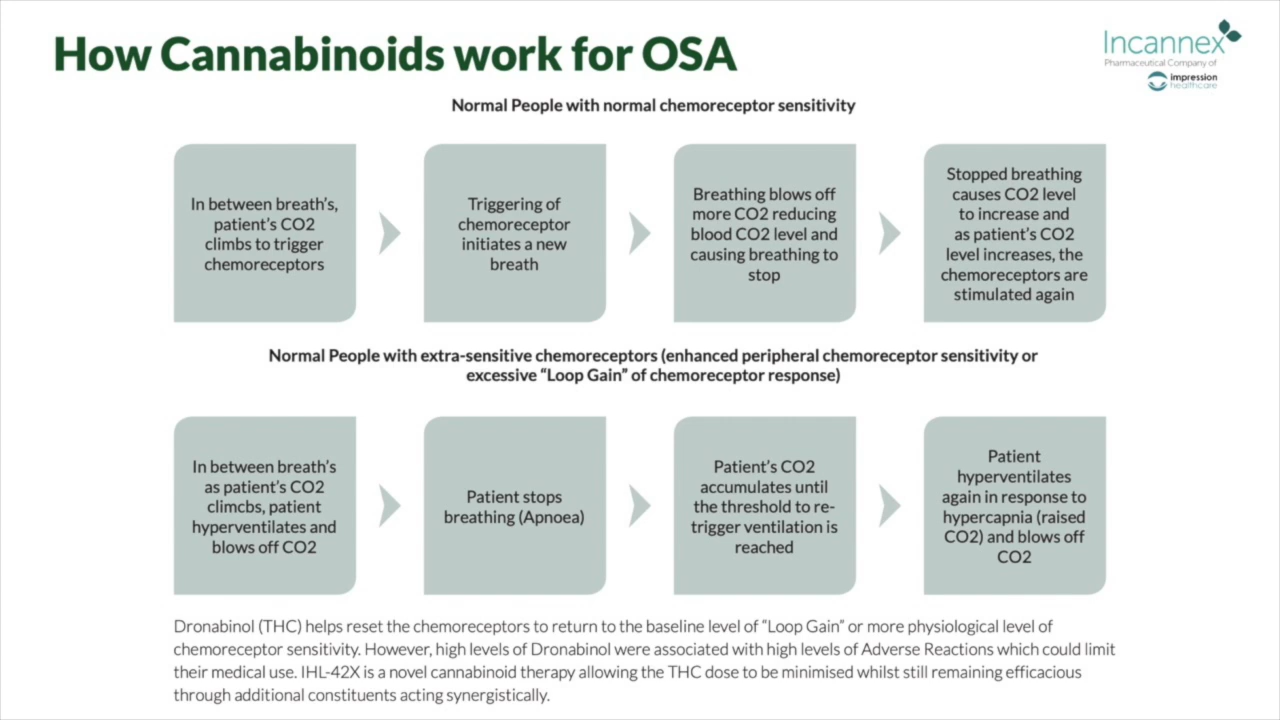 How Cannabinoids work for OSA
Incannex
Pharmaceutical Company of
impression
healthcare
Normal People with normal chemoreceptor sensitivity
In between breath's,
patient's CO2
climbs to trigger
chemoreceptors
Triggering of
chemoreceptor
initiates a new
breath
Breathing blows off
more CO2 reducing
blood CO2 level and
causing breathing to
stop
Stopped breathing
causes CO2 level
to increase and
as patient's CO2
level increases, the
chemoreceptors are
stimulated again
Normal People with extra-sensitive chemoreceptors (enhanced peripheral chemoreceptor sensitivity or
excessive “Loop Gain” of chemoreceptor response)
In between breath's
as patient's CO2
climcbs, patient
hyperventilates and
blows off CO2
Patient stops
breathing (Apnoea)
Patient's CO2
accumulates until
the threshold to re-
trigger ventilation is
reached
Patient
hyperventilates
again in response to
hypercapnia (raised
CO2) and blows off
CO2
Dronabinol (THC) helps reset the chemoreceptors to return to the baseline level of “Loop Gain” or more physiological level of
chemoreceptor sensitivity. However, high levels of Dronabinol were associated with high levels of Adverse Reactions which could limit
their medical use. IHL-42X is a novel cannabinoid therapy allowing the THC dose to be minimised whilst still remaining efficacious
through additional constituents acting synergistically.